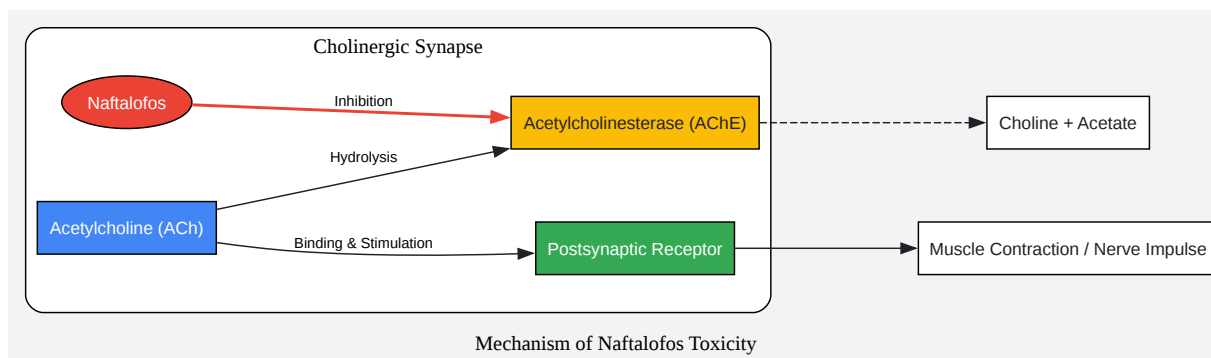 Cholinergic Synapse
Naftalofos
Inhibition
Acetylcholinesterase (AChE)
Choline + Acetate
Hydrolysis
Acetylcholine (ACh)
Binding & Stimulation
Postsynaptic Receptor
Muscle Contraction / Nerve Impulse
Mechanism of Naftalofos Toxicity